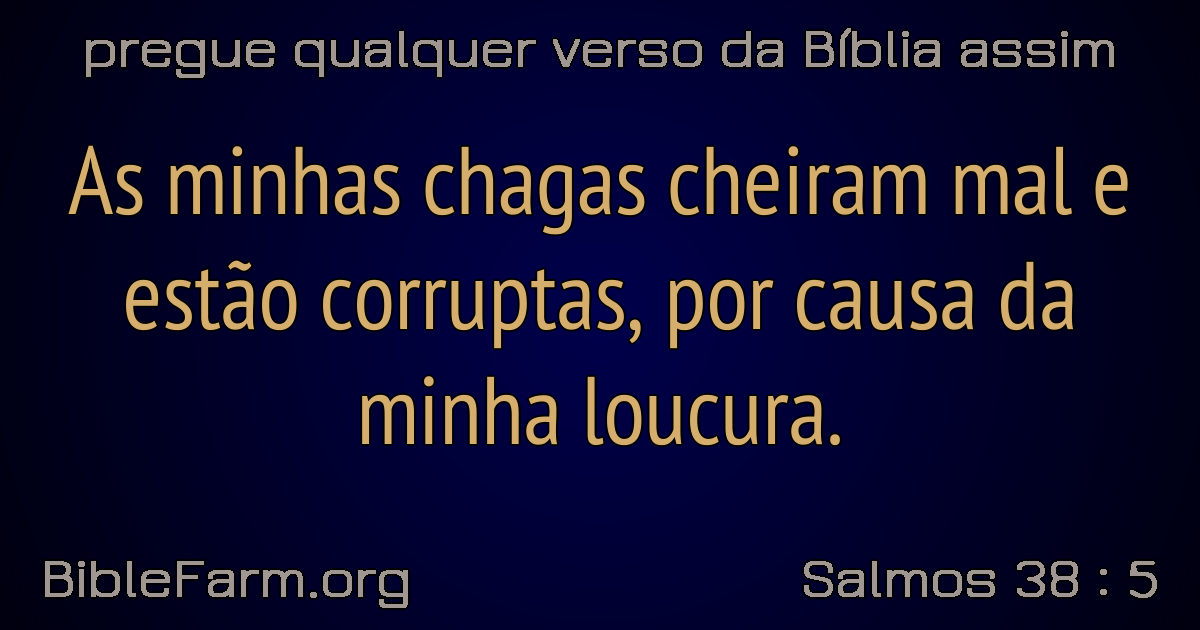 pregue qualquer verso da Bíblia assim
As minhas chagas cheiram mal e
estão corruptas, por causa da
minha loucura.
BibleFarm.org
Salmos 38 : 5